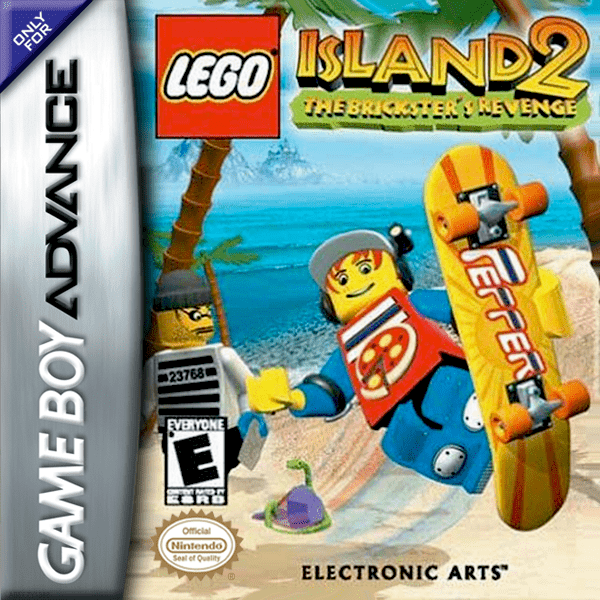 ONLY
FOR
GAME BOY ADVANCE
LEGO
ISLAND 2
THE BRICKSTER'S REVENGE
PEPPER
23768
EVERYONE
E
CONTENT RATED BY
ESRB
Official
Nintendo
Seal of Quality
®
ELECTRONIC ARTS™